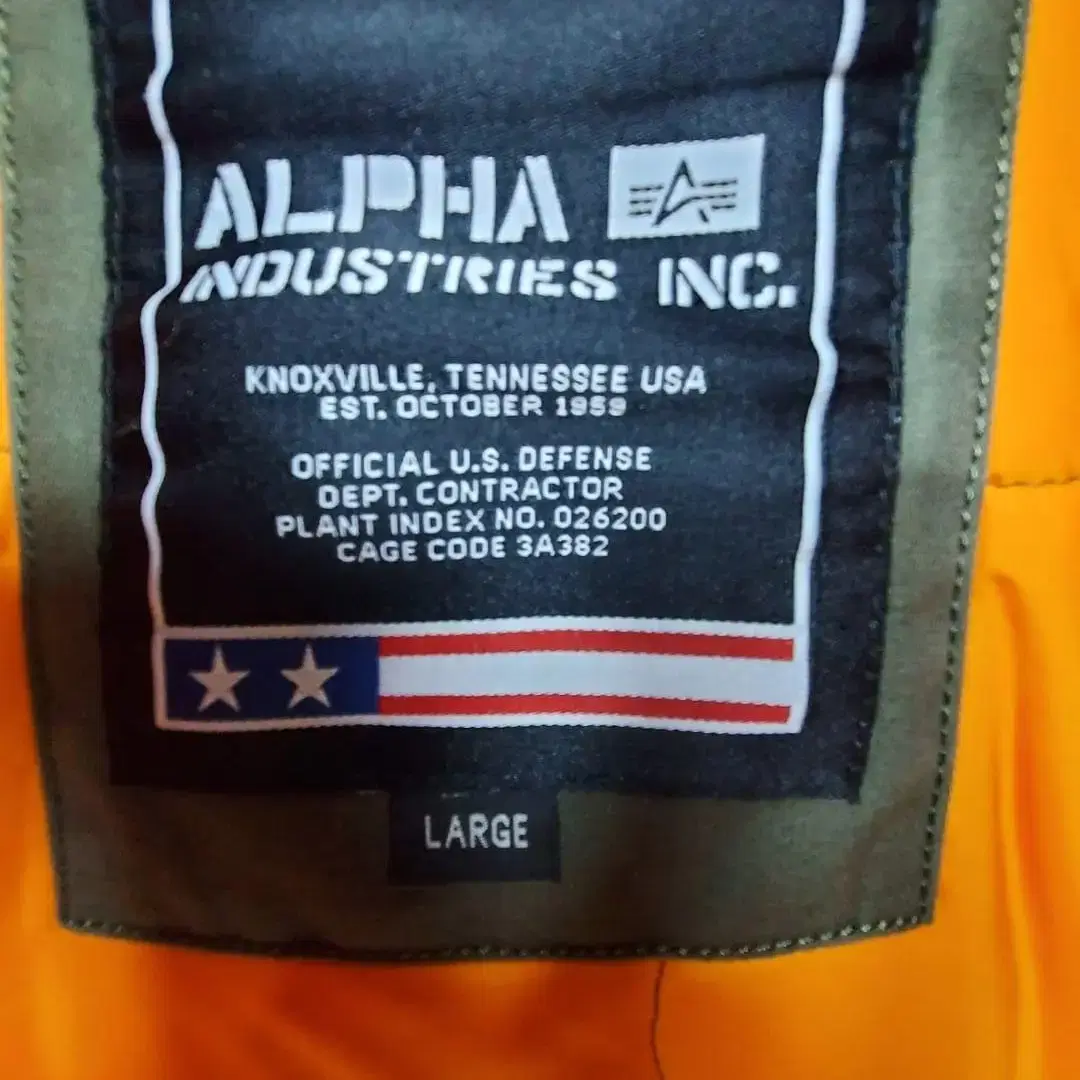 ALPHA
INDUSTRIES INC.
KNOXVILLE, TENNESSEE USA
EST. OCTOBER 1959
OFFICIAL U.S. DEFENSE
DEPT. CONTRACTOR
PLANT INDEX NO. 026200
CAGE CODE 3A382
LARGE